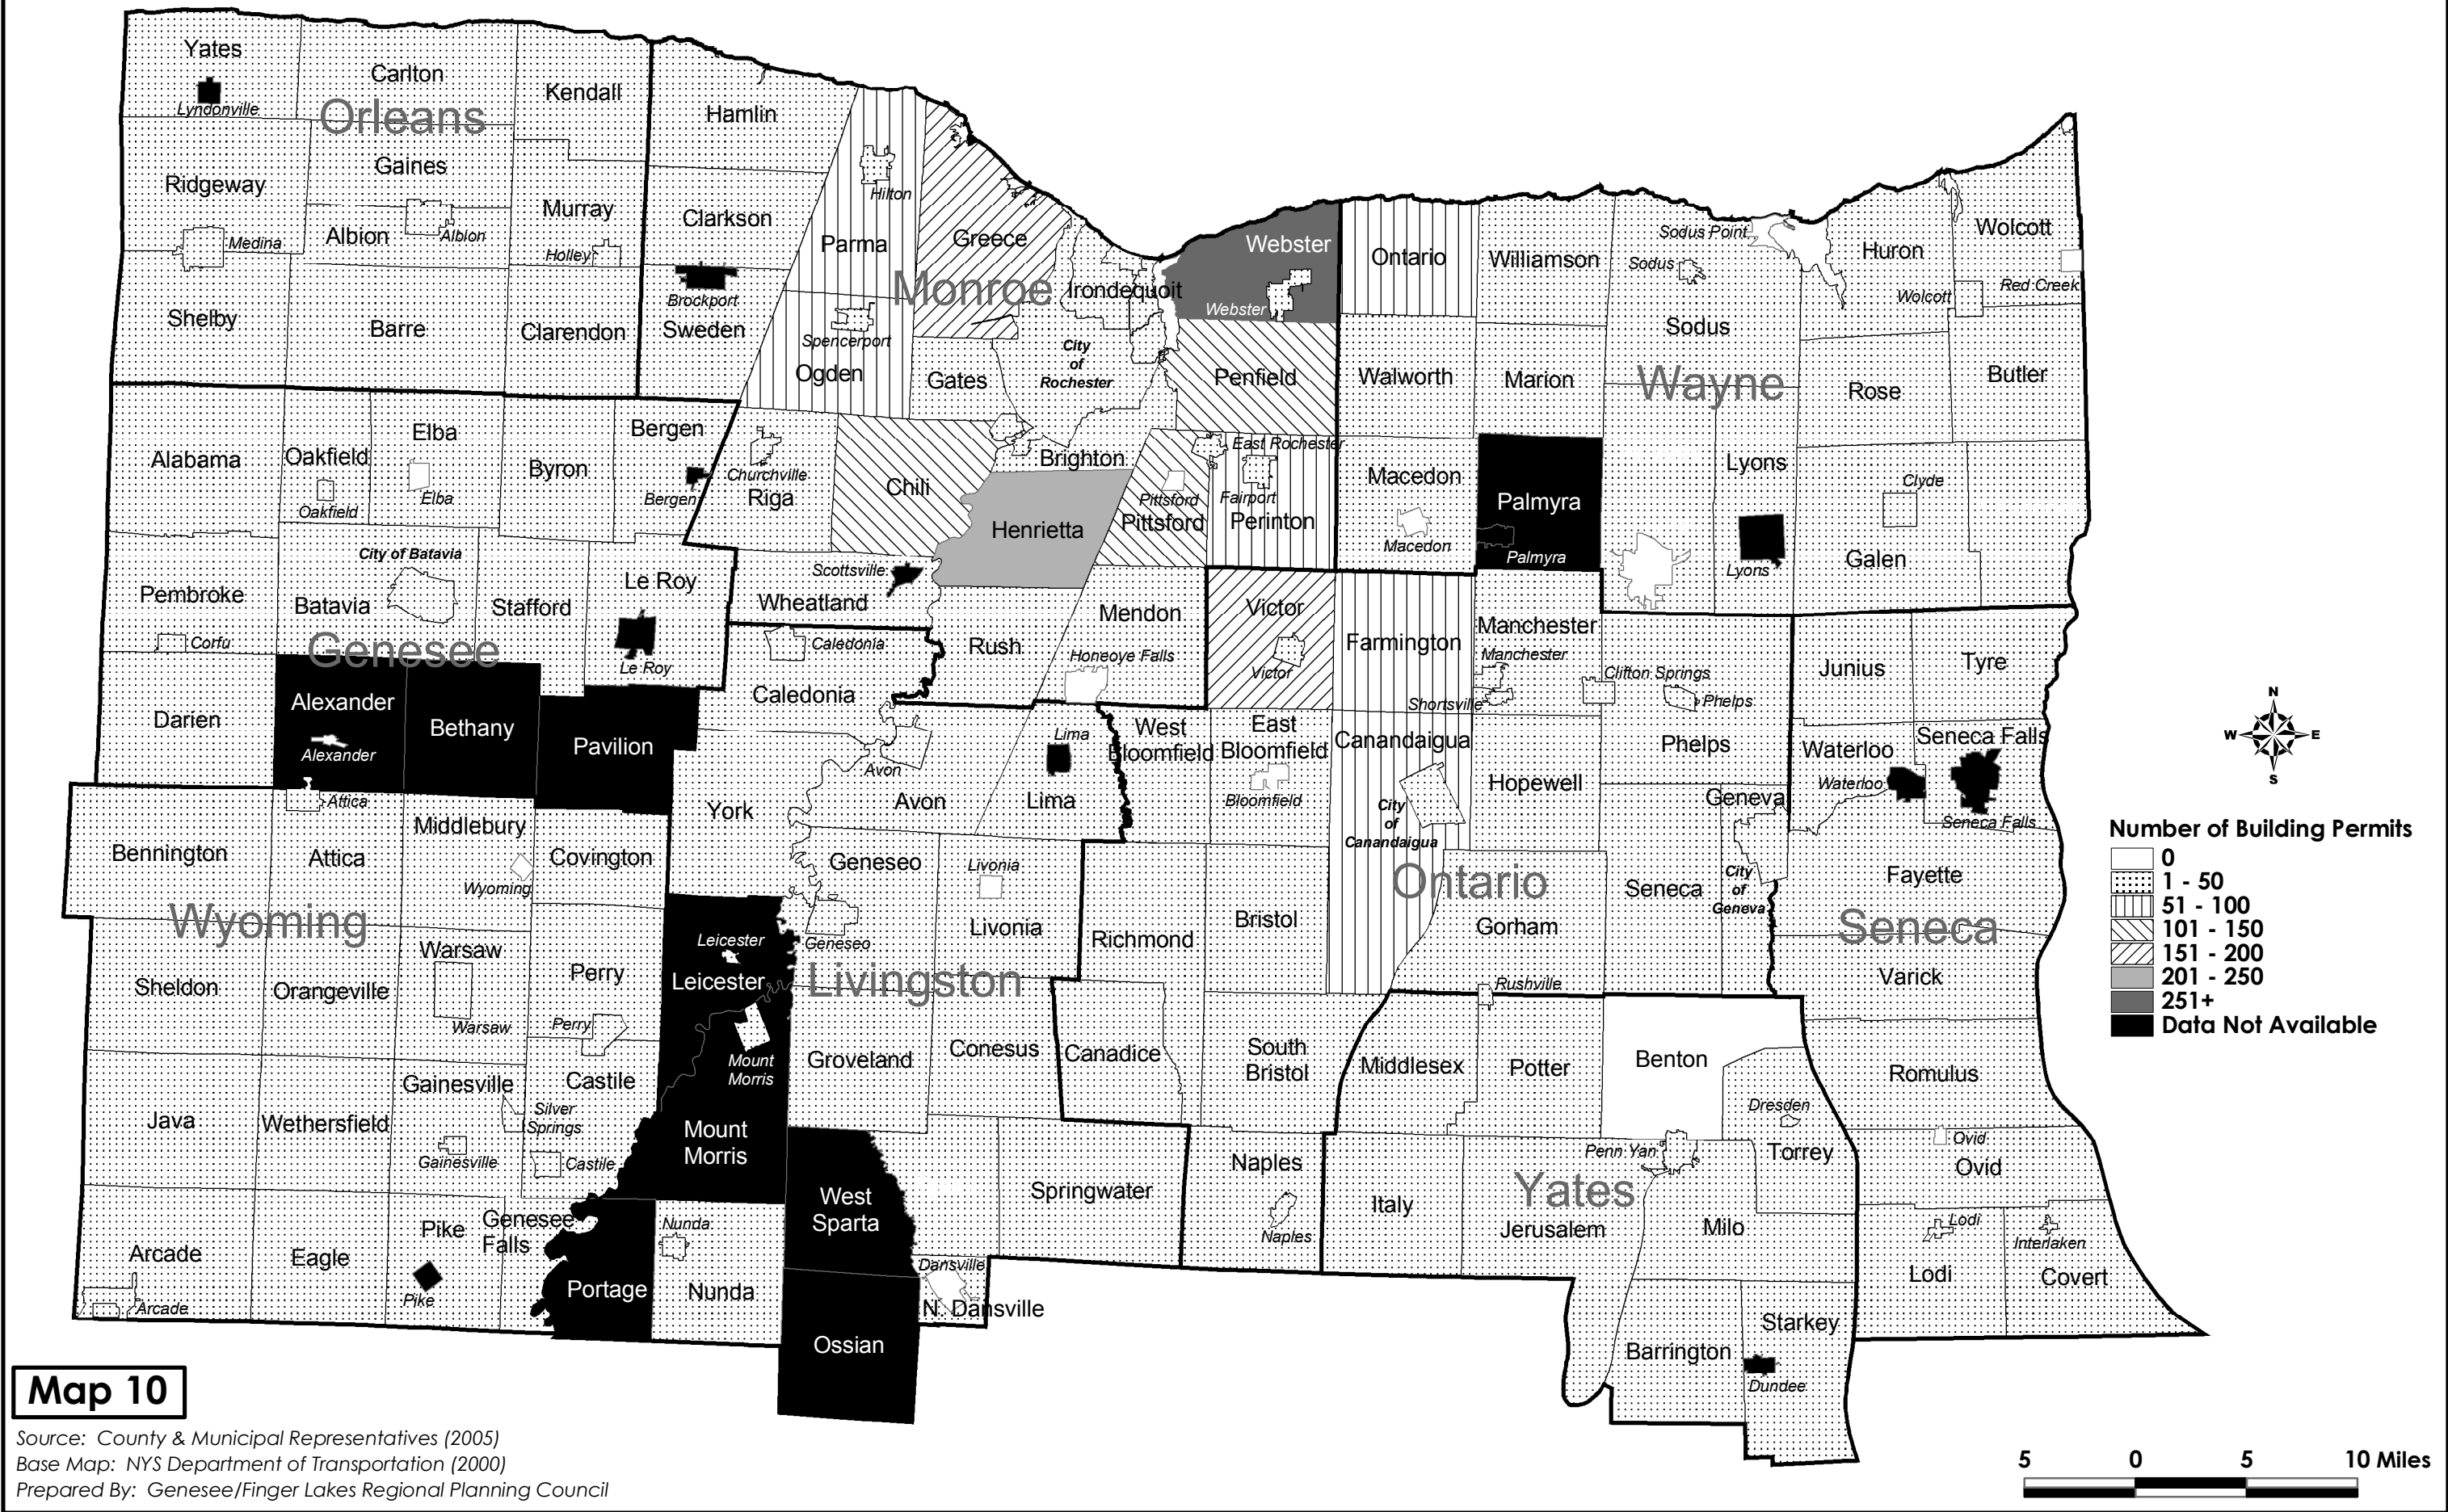 Yates
Lyndonville
Carlton
Orleans
Kendall
Hamlin
Ridgeway
Gaines
Murray
Clarkson
Medina
Albion
Albion
Holley
Brockport
Shelby
Barre
Clarendon
Sweden
Hilton
Parma
Greece
Monroe
Spencerport
Ogden
Gates
Irondequoit
City
of
Rochester
Webster
Webster
Penfield
Ontario
Williamson
Walworth
Marion
Sodus Point
Sodus
Sodus
Wayne
Huron
Wolcott
Wolcott
Red Creek
Rose
Butler
Alabama
Oakfield
Oakfield
Elba
Elba
Byron
Bergen
Bergen
Churchville
Riga
Chili
Brighton
Henrietta
East Rochester
Pittsford
Pittsford
Fairport
Perinton
Macedon
Macedon
Palmyra
Palmyra
Lyons
Lyons
Clyde
Galen
Pembroke
Corfu
City of Batavia
Batavia
Genesee
Stafford
Le Roy
Le Roy
Scottsville
Wheatland
Rush
Mendon
Honeoye Falls
Victor
Victor
Farmington
Manchester
Manchester
Shortsville
Clifton Springs
Phelps
Phelps
Junius
Tyre
Darien
Alexander
Alexander
Bethany
Pavilion
Caledonia
Caledonia
Avon
Avon
York
Lima
Lima
West
Bloomfield
East
Bloomfield
Bloomfield
Canandaigua
City
of
Canandaigua
Hopewell
Geneva
City
of
Geneva
Waterloo
Waterloo
Seneca Falls
Seneca Falls
Bennington
Attica
Attica
Middlebury
Wyoming
Covington
Wyoming
Geneseo
Geneseo
Livonia
Livonia
Richmond
Bristol
Ontario
Gorham
Seneca
Fayette
Seneca
Varick
Sheldon
Orangeville
Warsaw
Warsaw
Perry
Perry
Leicester
Leicester
Livingston
Rushville
Mount
Morris
Groveland
Conesus
Canadice
South
Bristol
Middlesex
Potter
Benton
Dresden
Torrey
Romulus
Java
Wethersfield
Gainesville
Gainesville
Silver
Springs
Castile
Castile
Mount
Morris
Penn Yan
Ovid
Ovid
Arcade
Arcade
Eagle
Pike
Pike
Genesee
Falls
Portage
Nunda
Nunda
West
Sparta
Ossian
Dansville
N. Dansville
Springwater
Naples
Naples
Italy
Yates
Jerusalem
Milo
Lodi
Lodi
Interlaken
Covert
Barrington
Starkey
Dundee
N
W
E
S
Number of Building Permits
0
1 - 50
51 - 100
101 - 150
151 - 200
201 - 250
251+
Data Not Available
Map 10
Source: County & Municipal Representatives (2005)
Base Map: NYS Department of Transportation (2000)
Prepared By: Genesee/Finger Lakes Regional Planning Council
5 0 5 10 Miles